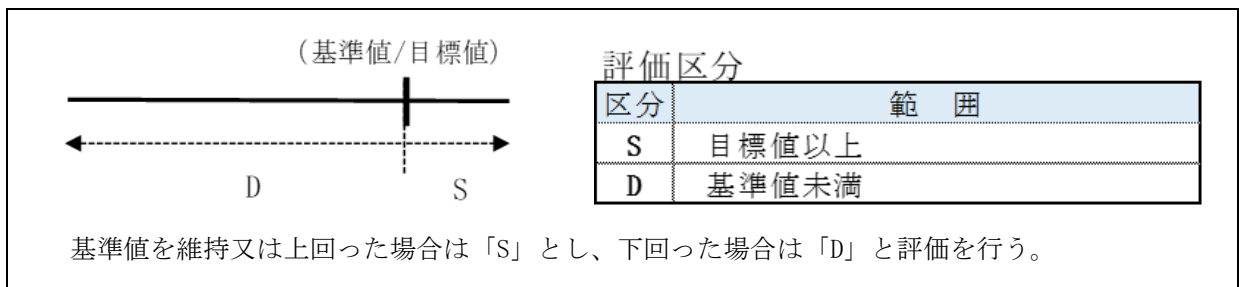 (基準値/目標値)
D
S
評価区分
区分 範 囲
S 目標値以上
D 基準値未満
基準値を維持又は上回った場合は「S」とし、下回った場合は「D」と評価を行う。